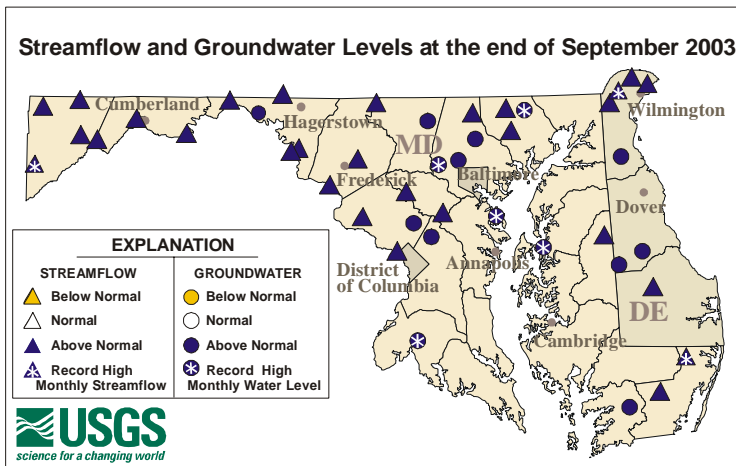 Streamflow and Groundwater Levels at the end of September 2003
Cumberland
Hagerstown
MD
Wilmington
Frederick
Baltimore
Dover
District
of Columbia
Annapolis
Cambridge
DE
EXPLANATION
STREAMFLOW
GROUNDWATER
Below Normal
Below Normal
Normal
Normal
Above Normal
Above Normal
Record High
Monthly Streamflow
Record High
Monthly Water Level
USGS
science for a changing world